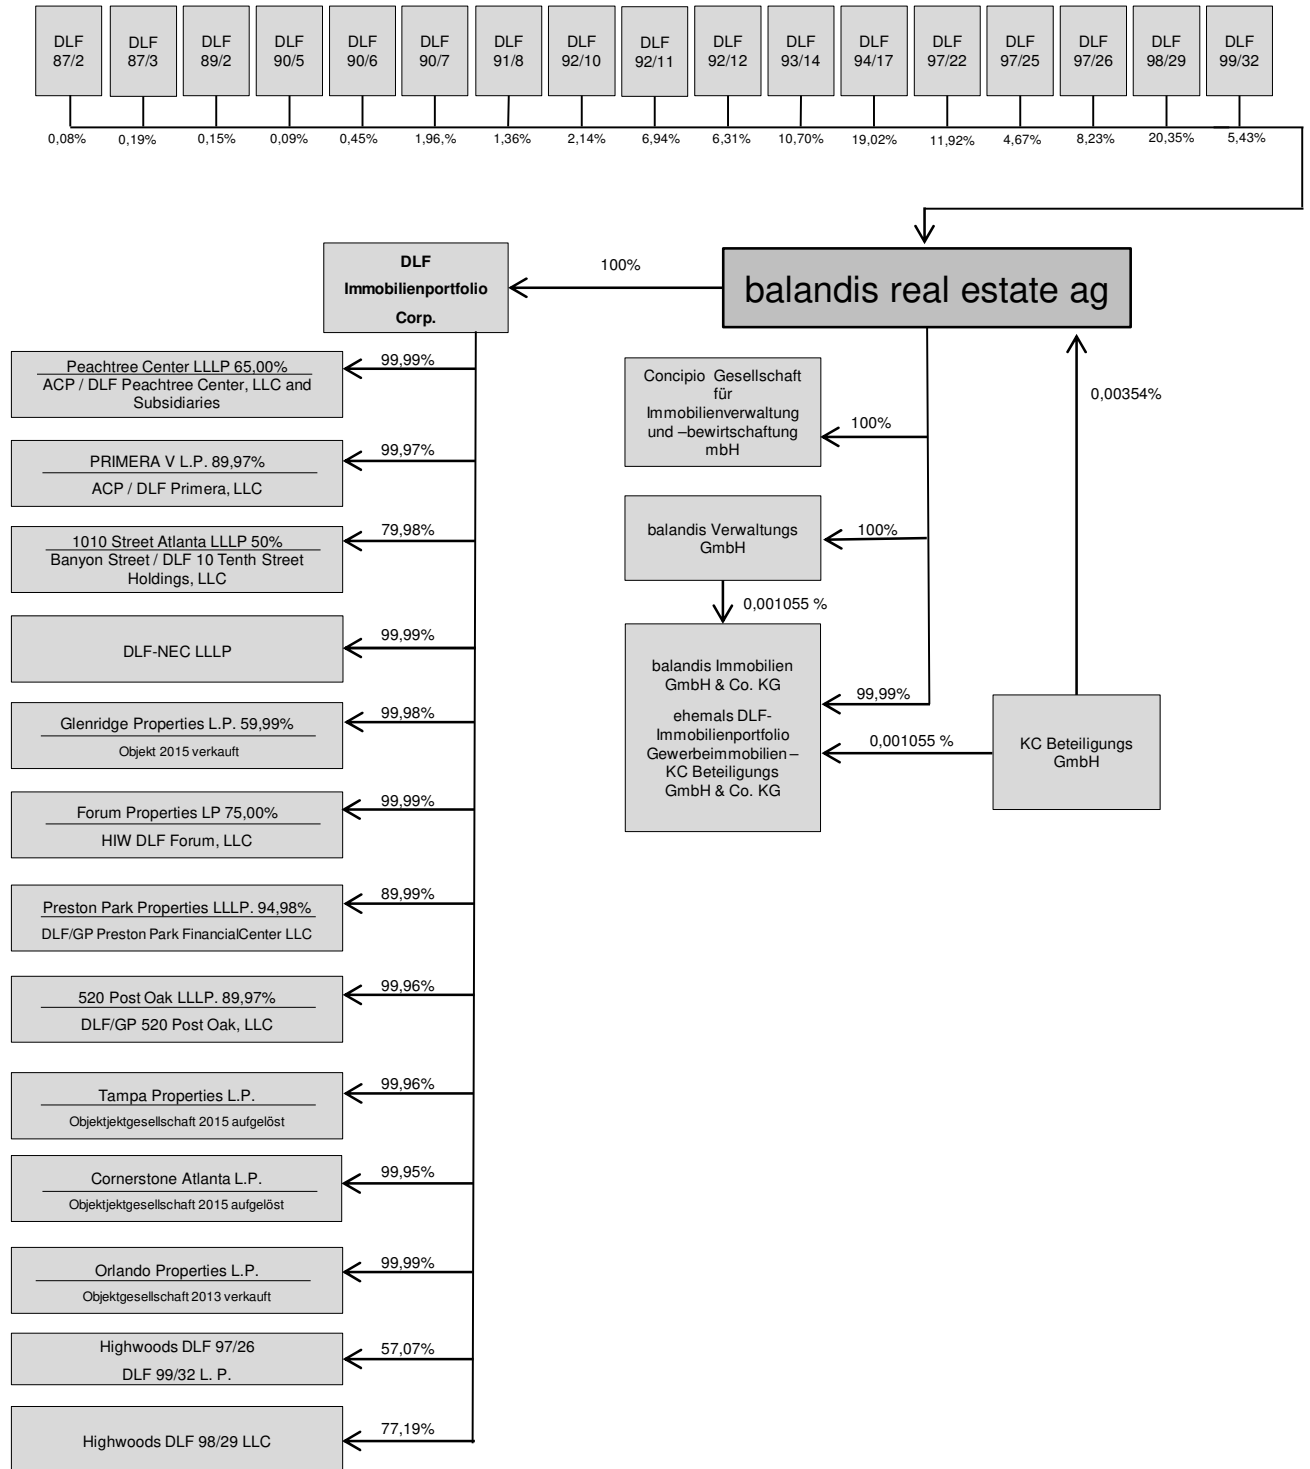 DLF
87/2
DLF
87/3
DLF
89/2
DLF
90/5
DLF
90/6
DLF
90/7
DLF
91/8
DLF
92/10
DLF
92/11
DLF
92/12
DLF
93/14
DLF
94/17
DLF
97/22
DLF
97/25
DLF
97/26
DLF
98/29
DLF
99/32
0,08%
0,19%
0,15%
0,09%
0,45%
1,96,%
1,36%
2,14%
6,94%
6,31%
10,70%
19,02%
11,92%
4,67%
8,23%
20,35%
5,43%
DLF
Immobilienportfolio
Corp.
100%
balandis real estate ag
Peachtree Center LLLP 65,00%
ACP / DLF Peachtree Center, LLC and
Subsidiaries
99,99%
PRIMERA V L.P. 89,97%
ACP / DLF Primera, LLC
99,97%
1010 Street Atlanta LLLP 50%
Banyon Street / DLF 10 Tenth Street
Holdings, LLC
79,98%
DLF-NEC LLLP
99,99%
Glenridge Properties L.P. 59,99%
Objekt 2015 verkauft
99,98%
Forum Properties LP 75,00%
HIW DLF Forum, LLC
99,99%
Preston Park Properties LLLP. 94,98%
DLF/GP Preston Park FinancialCenter LLC
89,99%
520 Post Oak LLLP. 89,97%
DLF/GP 520 Post Oak, LLC
99,96%
Tampa Properties L.P.
Objektjektgesellschaft 2015 aufgelöst
99,96%
Cornerstone Atlanta L.P.
Objektjektgesellschaft 2015 aufgelöst
99,95%
Orlando Properties L.P.
Objektgesellschaft 2013 verkauft
99,99%
Highwoods DLF 97/26
DLF 99/32 L. P.
57,07%
Highwoods DLF 98/29 LLC
77,19%
Concipio Gesellschaft
für
Immobilienverwaltung
und –bewirtschaftung
mbH
100%
balandis Verwaltungs
GmbH
100%
0,001055 %
balandis Immobilien
GmbH & Co. KG
ehemals DLF-
Immobilienportfolio
Gewerbeimmobilien –
KC Beteiligungs
GmbH & Co. KG
99,99%
0,001055 %
KC Beteiligungs
GmbH
0,00354%